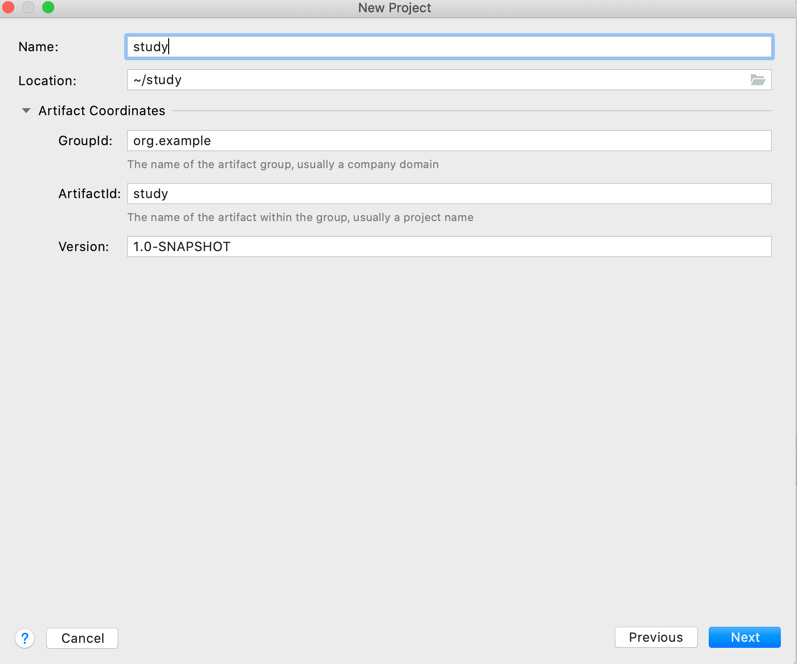 New Project
Name: study
Location: ~/study
Artifact Coordinates
GroupId: org.example
The name of the artifact group, usually a company domain
ArtifactId: study
The name of the artifact within the group, usually a project name
Version: 1.0-SNAPSHOT
? Cancel Previous Next